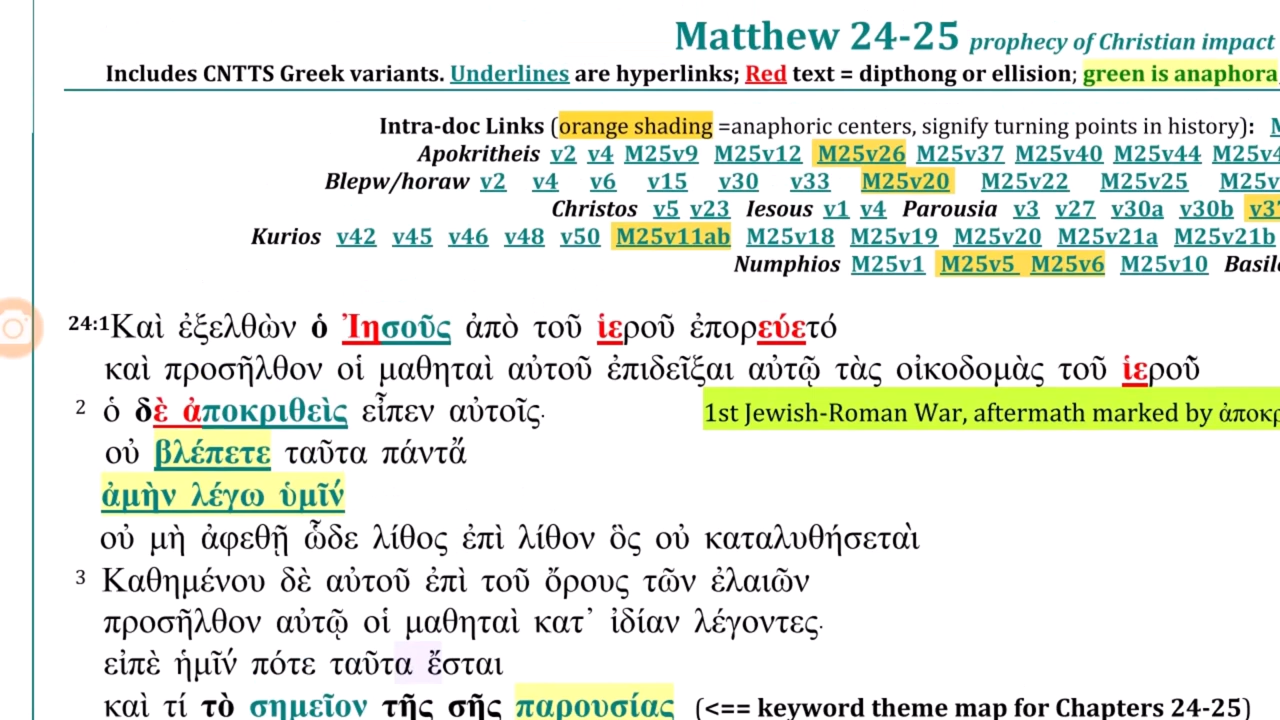 Matthew 24-25 prophecy of Christian impact
Includes CNTTS Greek variants. Underlines are hyperlinks; Red text = dipthong or ellision; green is anaphora
Intra-doc Links (orange shading =anaphoric centers, signify turning points in history):
Apokritheis v2 v4 M25v9 M25v12 M25v26 M25v37 M25v40 M25v44
Blepw/horaw v2 v4 v6 v15 v30 v33 M25v20 M25v22 M25v25
Christos v5 v23 Iesous v1 v4 Parousia v3 v27 v30a v30b
Kurios v42 v45 v46 v48 v50 M25v11ab M25v18 M25v19 M25v20 M25v21a M25v21b
Numphios M25v1 M25v5 M25v6 M25v10
24:1Καὶ ἐξελθὼν ὁ Ἰησοῦς ἀπὸ τοῦ ἱεροῦ ἐπορεύετό
καὶ προσῆλθον οἱ μαθηταὶ αὐτοῦ ἐπιδεῖξαι αὐτῷ τὰς οἰκοδομὰς τοῦ ἱεροῦ
2 ὁ δὲ ἀποκριθεὶς εἶπεν αὐτοῖς· 1st Jewish-Roman War, aftermath marked by
οὐ βλέπετε ταῦτα πάντἄ
ἀμὴν λέγω ὑμῖν́
οὐ μὴ ἀφεθῇ ὧδε λίθος ἐπὶ λίθον ὃς οὐ καταλυθήσεταὶ
3 Καθημένου δὲ αὐτοῦ ἐπὶ τοῦ ὄρους τῶν ἐλαιῶν
προσῆλθον αὐτῷ οἱ μαθηταὶ κατ᾽ ἰδίαν λέγοντες·
εἰπὲ ἡμῖν́ πότε ταῦτα ἔσται
καὶ τί τὸ σημεῖον τῆς σῆς παρουσίας (<== keyword theme map for Chapters 24-25)